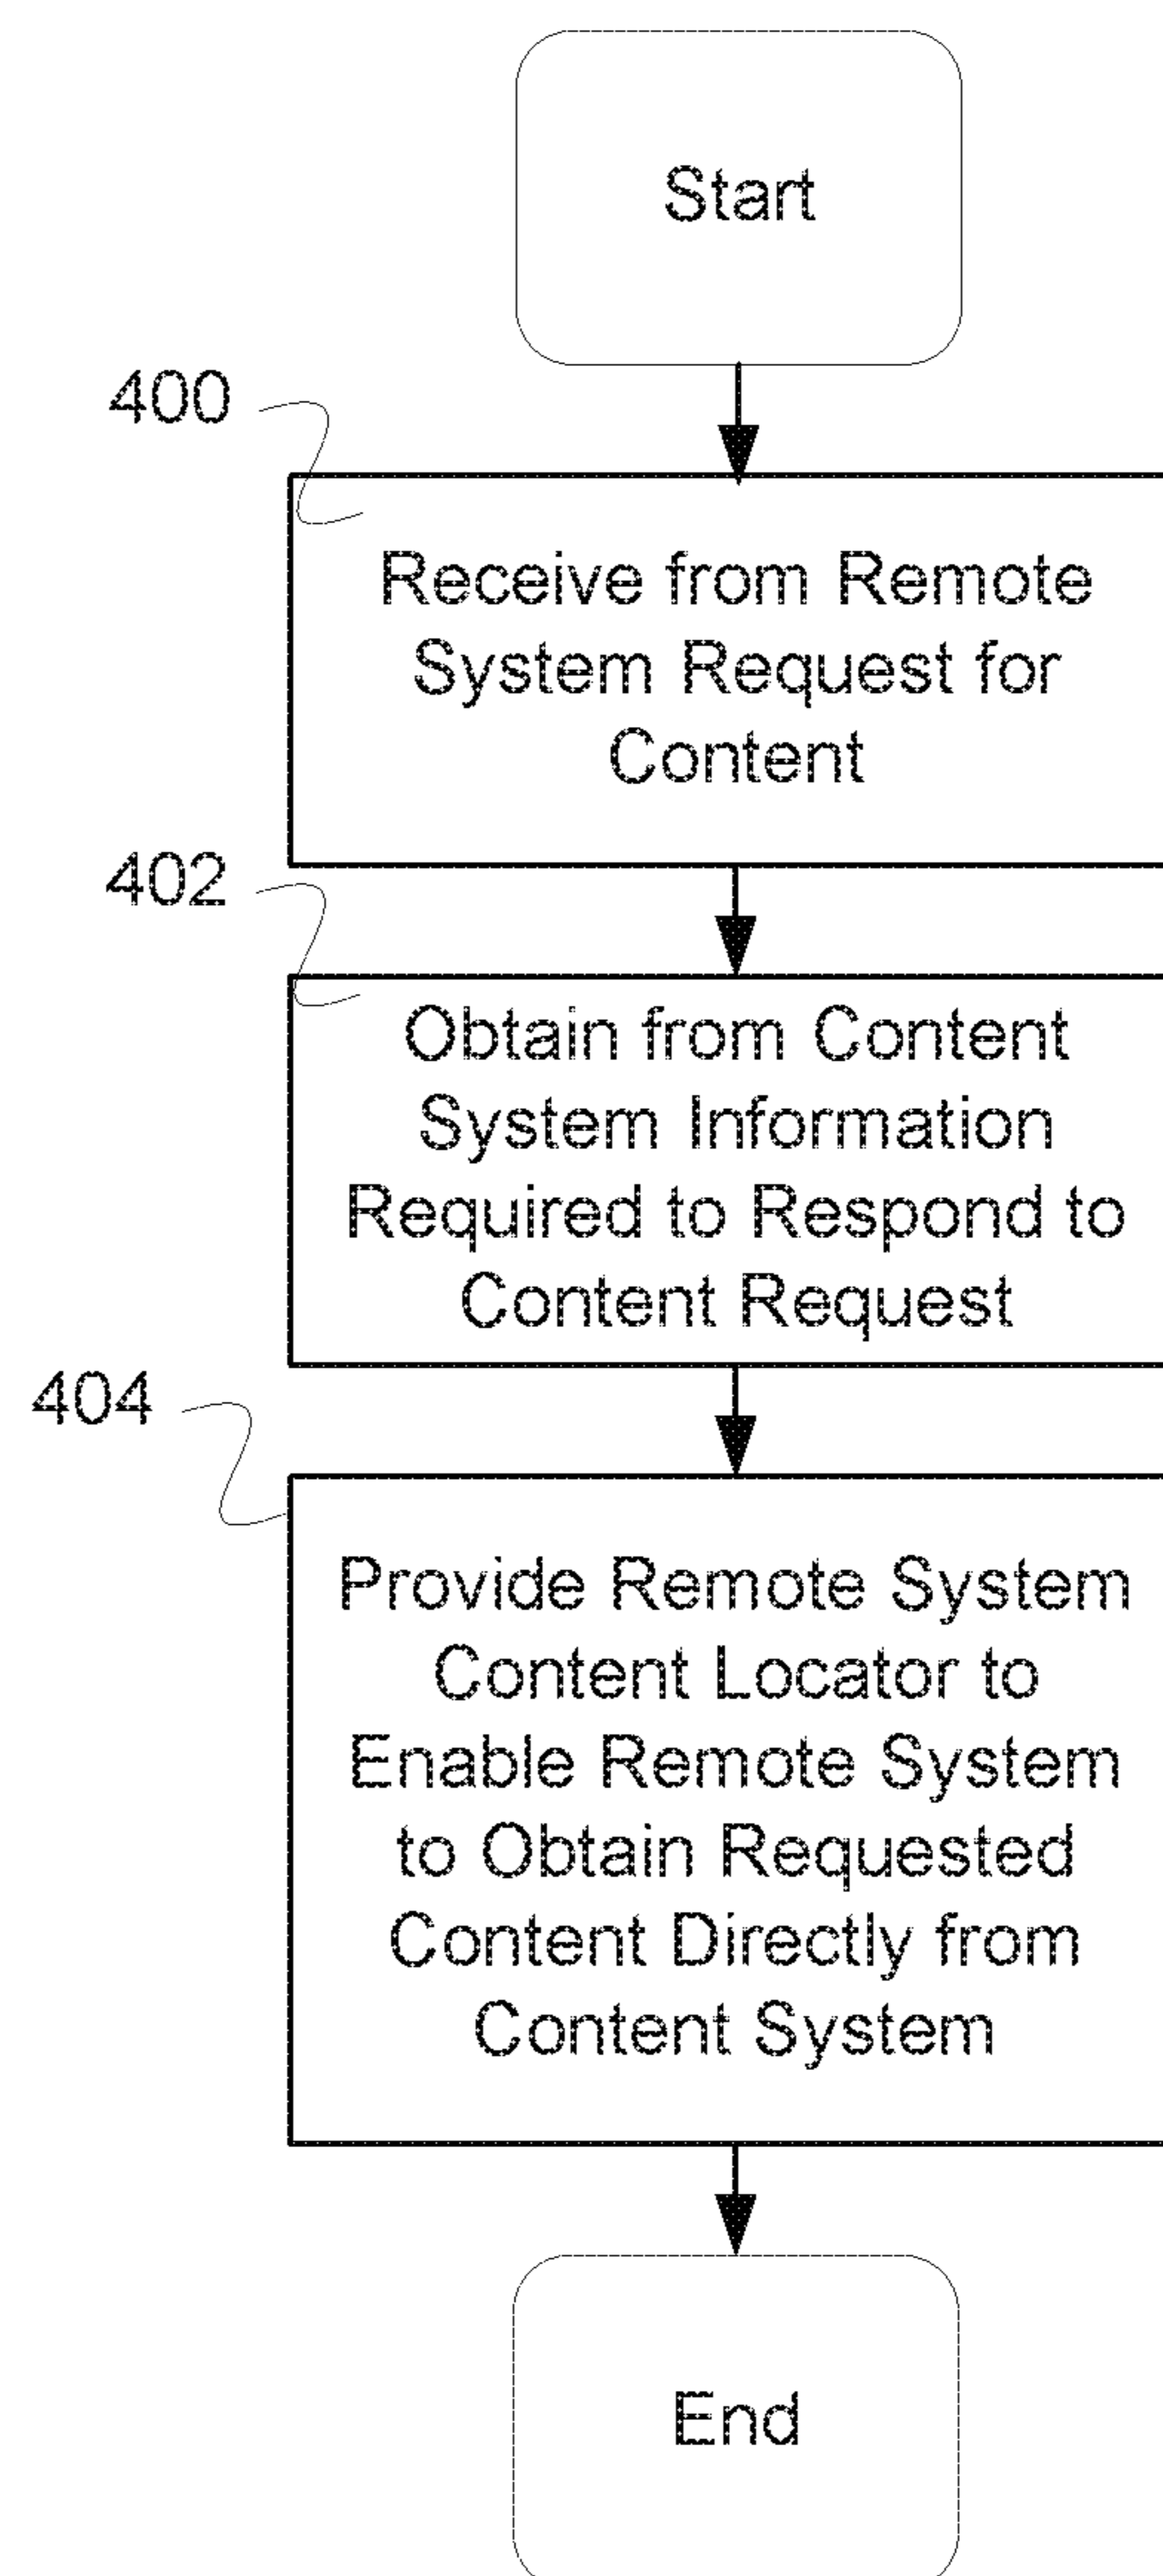 Start
400
Receive from Remote
System Request for
Content
402
Obtain from Content
System Information
Required to Respond to
Content Request
404
Provide Remote System
Content Locator to
Enable Remote System
to Obtain Requested
Content Directly from
Content System
End